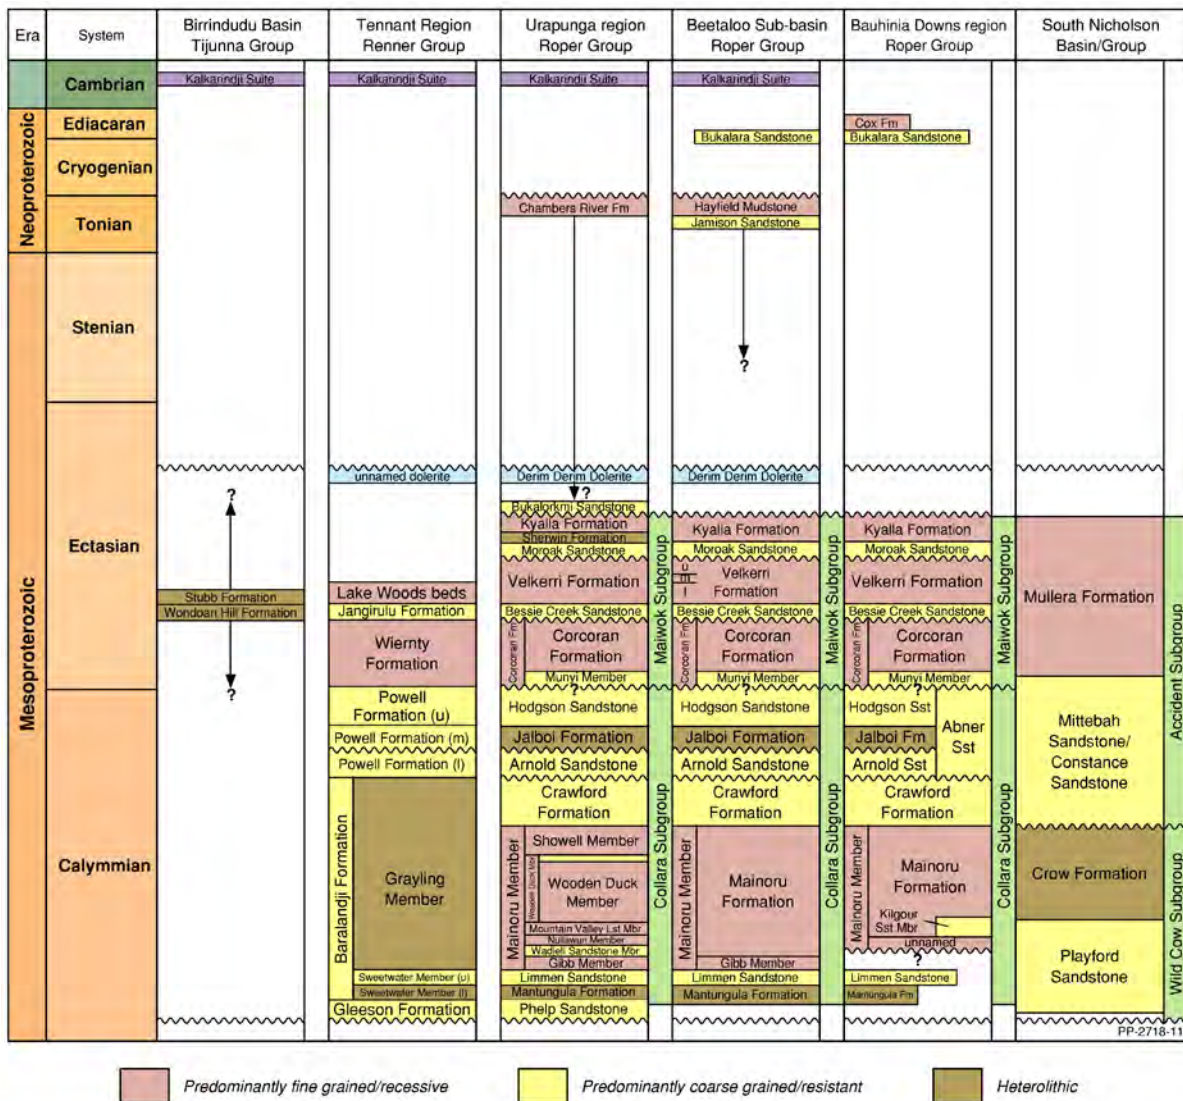 Era
System
Birrindudu Basin
Tijunna Group
Tennant Region
Renner Group
Urapunga region
Roper Group
Beetaloo Sub-basin
Roper Group
Bauhinia Downs region
Roper Group
South Nicholson
Basin/Group
Neoproterozoic
Mesoproterozoic
Cambrian
Ediacaran
Cryogenian
Tonian
Stenian
Ectasian
Calymmian
Kalkarindji Suite
?
Stubb Formation
Wondoan Hill Formation
?
Kalkarindji Suite
unnamed dolerite
Lake Woods beds
Jangirulu Formation
Wiernty
Formation
Powell
Formation (u)
Powell Formation (m)
Powell Formation (l)
Baralandji Formation
Grayling
Member
Sweetwater Member (u)
Sweetwater Member (l)
Gleeson Formation
Kalkarindji Suite
Chambers River Fm
Derim Derim Dolerite
?
Bukalorkmi Sandstone
Kyalla Formation
Sherwin Formation
Moroak Sandstone
Velkerri Formation
Bessie Creek Sandstone
Corcoran Fm
Corcoran
Formation
Munyi Member
?
Hodgson Sandstone
Jalboi Formation
Arnold Sandstone
Crawford
Formation
Mainoru Member
Showell Member
Wooden Duck Mbr
Wooden Duck
Member
Mountain Valley Lst Mbr
Nullawun Member
Wadjeli Sandstone Mbr
Gibb Member
Limmen Sandstone
Mantungula Formation
Phelp Sandstone
Maiwok Subgroup
Collara Subgroup
Kalkarindji Suite
Bukalara Sandstone
Hayfield Mudstone
Jamison Sandstone
?
Derim Derim Dolerite
Kyalla Formation
Moroak Sandstone
u
m
l
Velkerri
Formation
Bessie Creek Sandstone
Corcoran Fm
Corcoran
Formation
Munyi Member
?
Hodgson Sandstone
Jalboi Formation
Arnold Sandstone
Crawford
Formation
Mainoru Member
Mainoru
Formation
Gibb Member
Limmen Sandstone
Mantungula Formation
Maiwok Subgroup
Collara Subgroup
Cox Fm
Bukalara Sandstone
Kyalla Formation
Moroak Sandstone
Velkerri Formation
Bessie Creek Sandstone
Corcoran Fm
Corcoran
Formation
Munyi Member
?
Hodgson Sst
Jalboi Fm
Arnold Sst
Abner
Sst
Crawford
Formation
Mainoru Member
Mainoru
Formation
Kilgour
Sst Mbr
unnamed
?
Limmen Sandstone
Mantungula Fm
Maiwok Subgroup
Collara Subgroup
Mullera Formation
Mittebah
Sandstone/
Constance
Sandstone
Crow Formation
Playford
Sandstone
Accident Subgroup
Wild Cow Subgroup
PP-2718-11
Predominantly fine grained/recessive
Predominantly coarse grained/resistant
Heterolithic